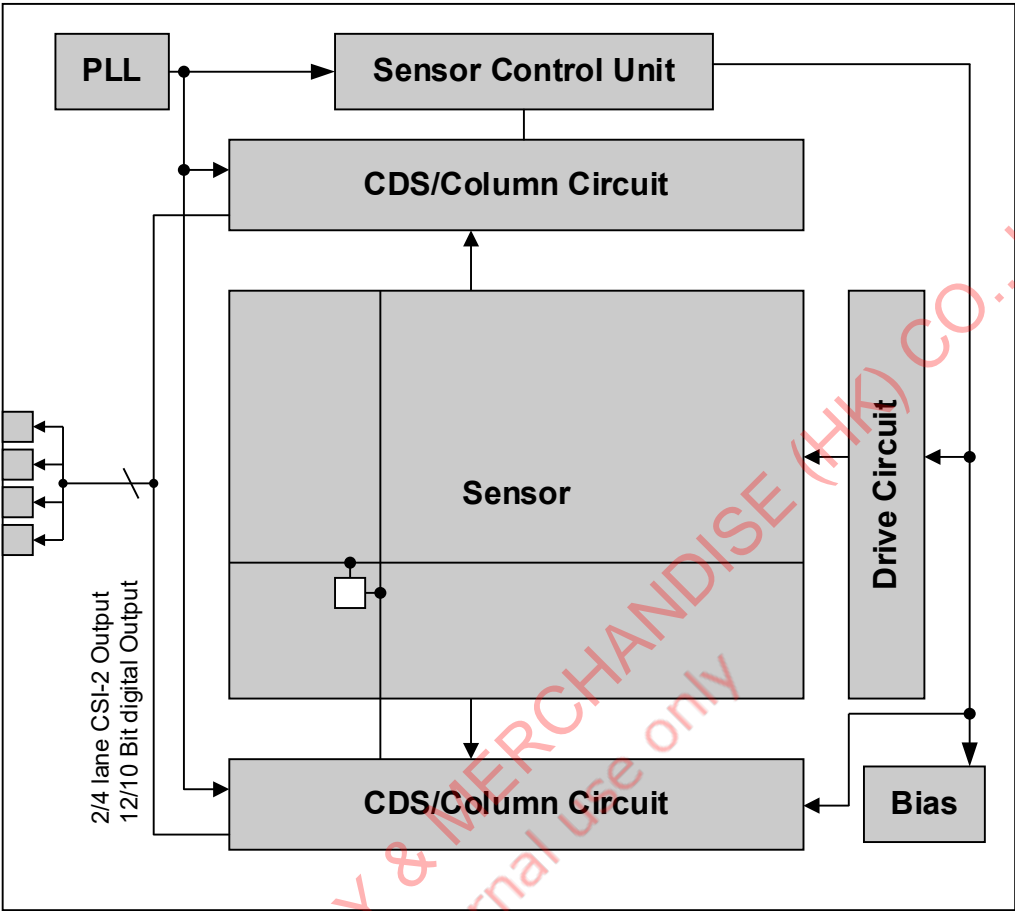 PLL
Sensor Control Unit
CDS/Column Circuit
Sensor
Drive Circuit
2/4 lane CSI-2 Output
12/10 Bit digital Output
CDS/Column Circuit
Bias
& MERCHANDISE (HK) CO.,
use only